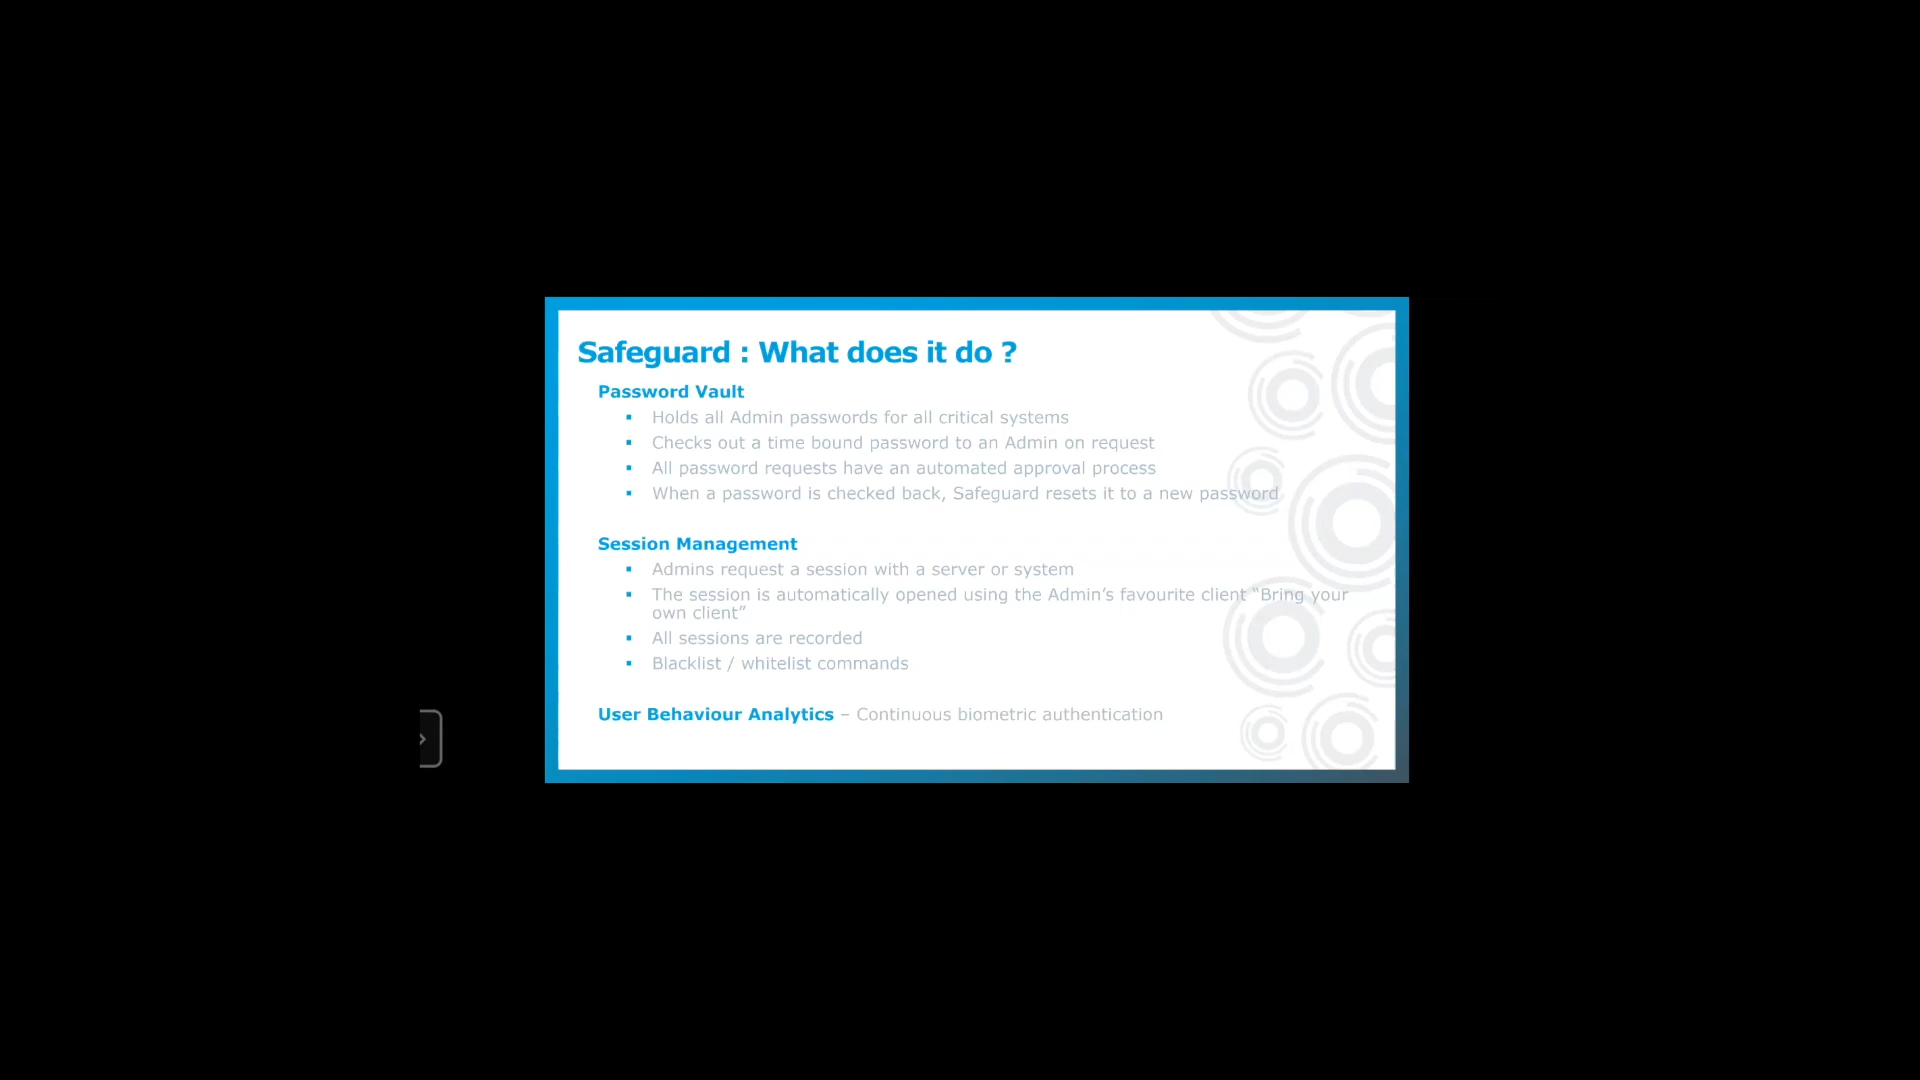 Safeguard : What does it do ?
Password Vault
▪ Holds all Admin passwords for all critical systems
▪ Checks out a time bound password to an Admin on request
▪ All password requests have an automated approval process
▪ When a password is checked back, Safeguard resets it to a new password
Session Management
▪ Admins request a session with a server or system
▪ The session is automatically opened using the Admin’s favourite client “Bring your
own client”
▪ All sessions are recorded
▪ Blacklist / whitelist commands
User Behaviour Analytics – Continuous biometric authentication